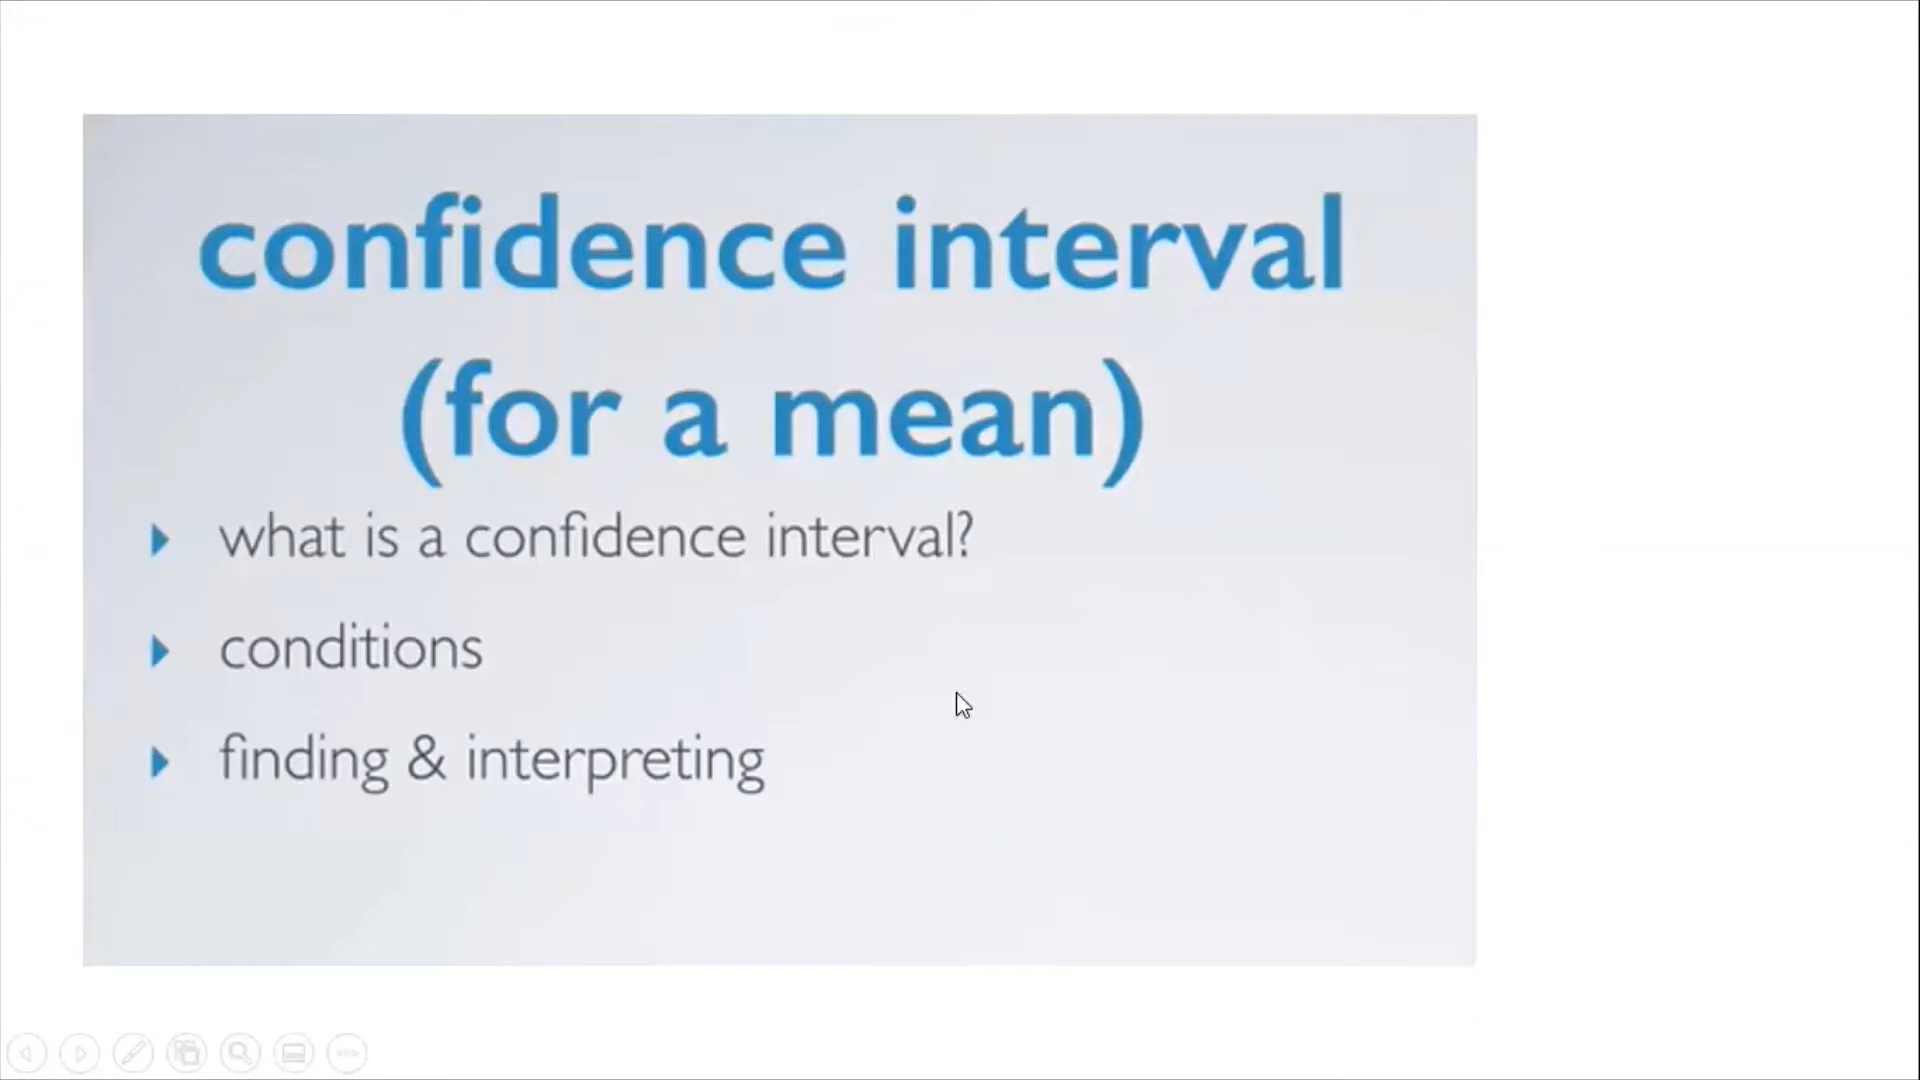 confidence interval
(for a mean)
what is a confidence interval?
conditions
finding & interpreting